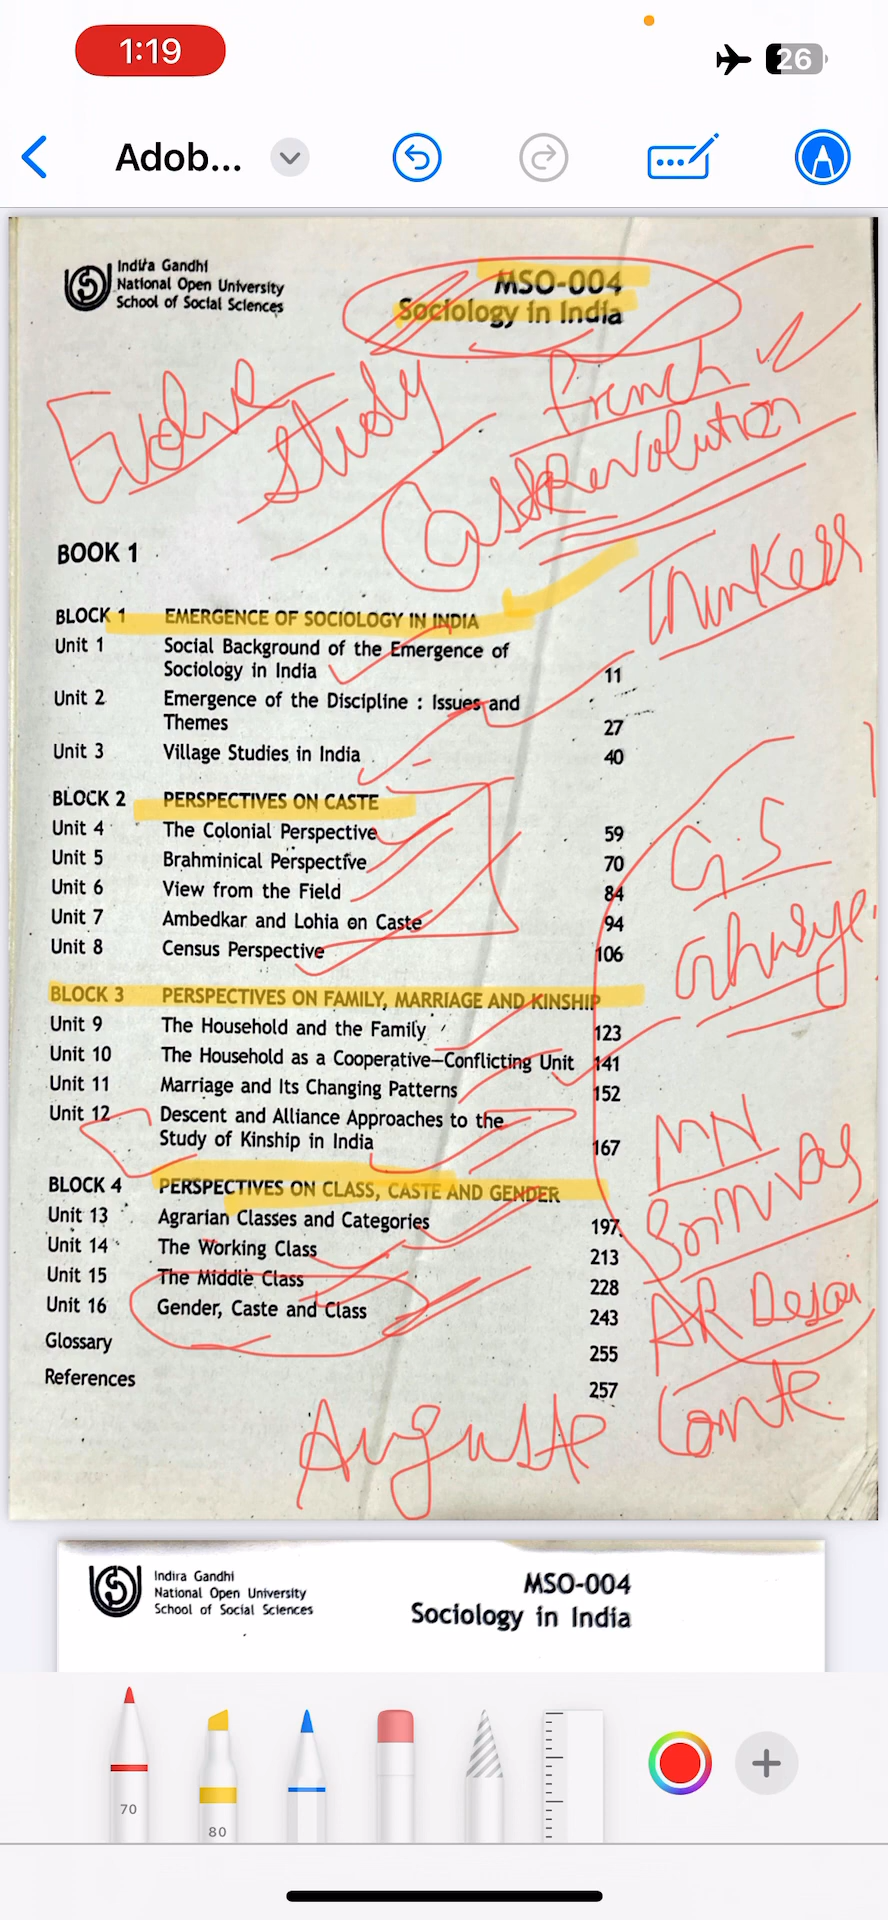 1:19
26
Adob...
Indira Gandhi
National Open University
School of Social Sciences
MSO-004
Sociology in India
Evolve
Study
French
Revolution
Cast
Thinkers
BOOK 1
BLOCK 1 EMERGENCE OF SOCIOLOGY IN INDIA
Unit 1 Social Background of the Emergence of
Sociology in India 11
Unit 2 Emergence of the Discipline : Issues and
Themes 27
Unit 3 Village Studies in India 40
BLOCK 2 PERSPECTIVES ON CASTE
Unit 4 The Colonial Perspective 59
Unit 5 Brahminical Perspective 70
Unit 6 View from the Field 84
Unit 7 Ambedkar and Lohia on Caste 94
Unit 8 Census Perspective 106
G.S
Ghurye
BLOCK 3 PERSPECTIVES ON FAMILY, MARRIAGE AND KINSHIP
Unit 9 The Household and the Family 123
Unit 10 The Household as a Cooperative–Conflicting Unit 141
Unit 11 Marriage and Its Changing Patterns 152
Unit 12 Descent and Alliance Approaches to the
Study of Kinship in India 167
MN
Srinivas
BLOCK 4 PERSPECTIVES ON CLASS, CASTE AND GENDER
Unit 13 Agrarian Classes and Categories 197
Unit 14 The Working Class 213
Unit 15 The Middle Class 228
Unit 16 Gender, Caste and Class 243
AR Desai
Glossary 255
References 257
Auguste Comte
Indira Gandhi
National Open University
School of Social Sciences
MSO-004
Sociology in India
70
80